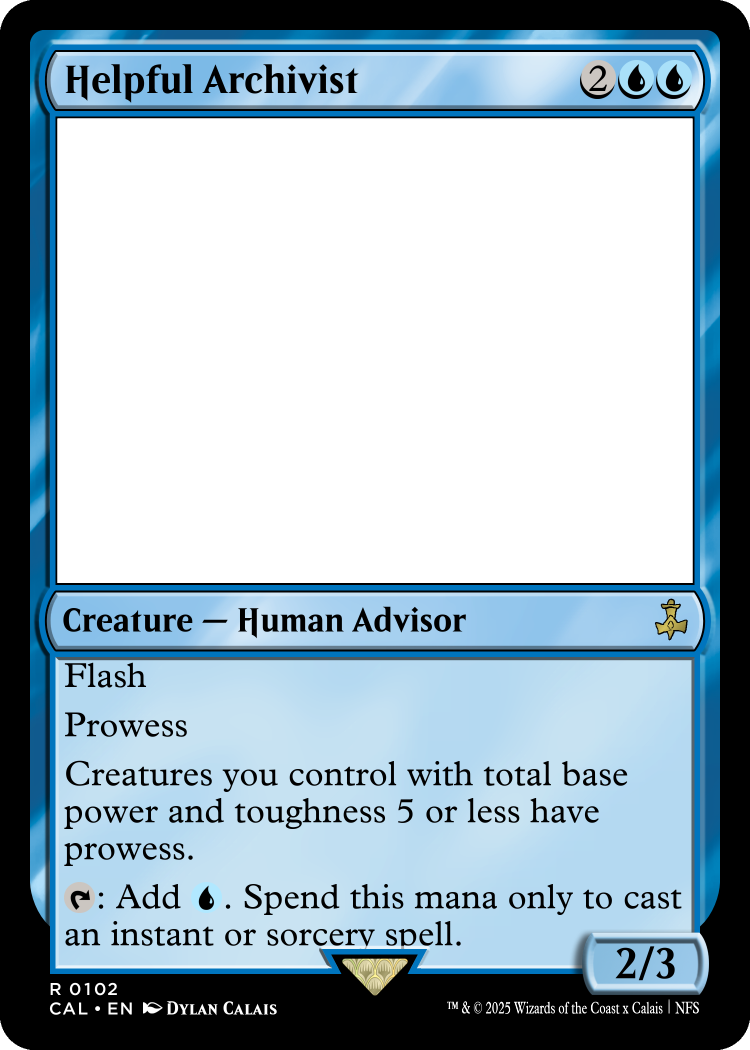 Helpful Archivist 2
Creature — Human Advisor
Flash
Prowess
Creatures you control with total base
power and toughness 5 or less have
prowess.
: Add . Spend this mana only to cast
an instant or sorcery spell.
2/3
R 0102
CAL • EN Dylan Calais
™ & © 2025 Wizards of the Coast x Calais | NFS